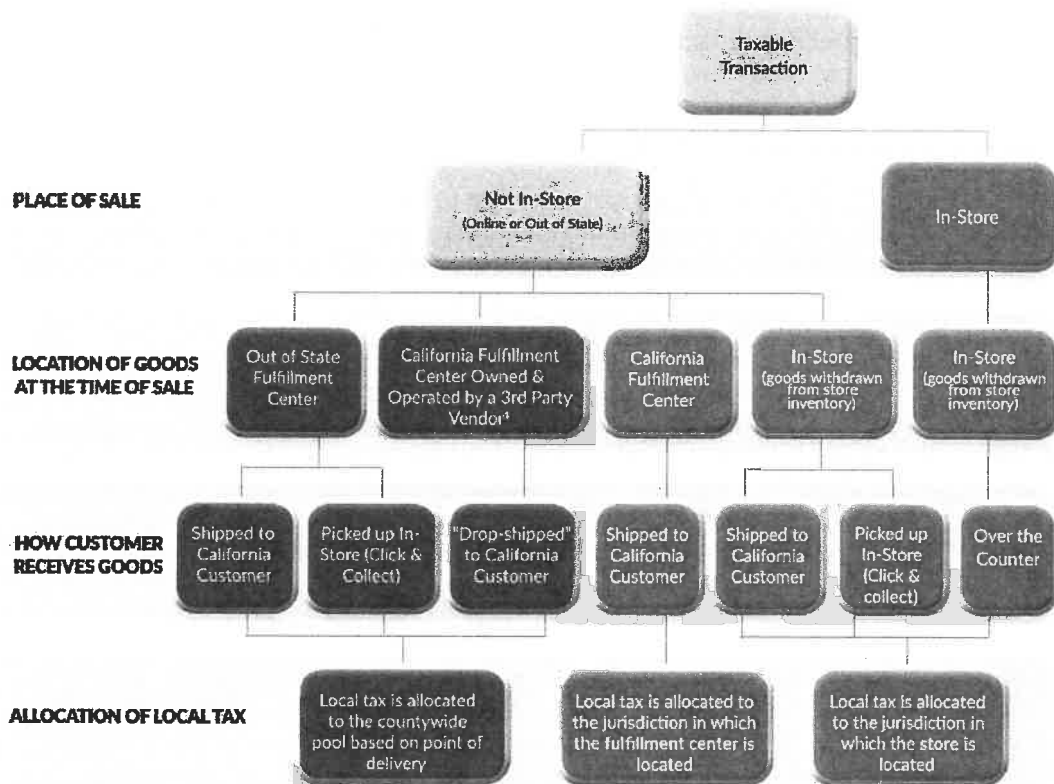 Taxable
Transaction
PLACE OF SALE
Not In-Store
(Online or Out of State)
In-Store
LOCATION OF GOODS
AT THE TIME OF SALE
Out of State
Fulfillment
Center
California Fulfillment
Center Owned &
Operated by a 3rd Party
Vendor¹
California
Fulfillment
Center
In-Store
(goods withdrawn
from store
inventory)
In-Store
(goods withdrawn
from store
inventory)
HOW CUSTOMER
RECEIVES GOODS
Shipped to
California
Customer
Picked up In-
Store (Click &
Collect)
"Drop-shipped"
to California
Customer
Shipped to
California
Customer
Shipped to
California
Customer
Picked up
In-Store
(Click &
collect)
Over the
Counter
ALLOCATION OF LOCAL TAX
Local tax is allocated
to the countywide
pool based on point of
delivery
Local tax is allocated to
the jurisdiction in which
the fulfillment center is
located
Local tax is allocated
to the jurisdiction in
which the store is
located